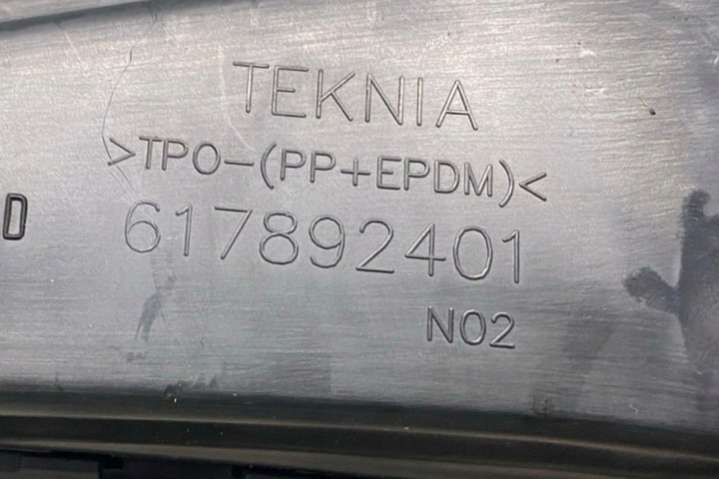 TEKNIA
>TPO-(PP+EPDM)<
D
617892401
N02